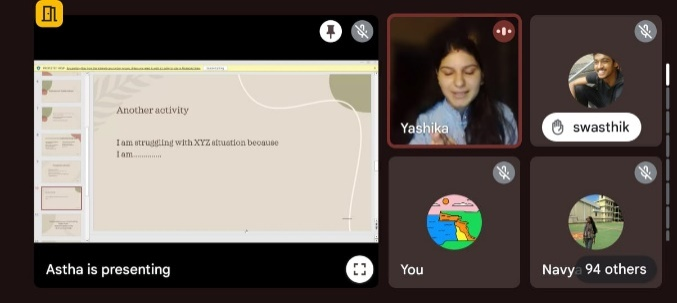 Another activity
I am struggling with XYZ situation because
I am.............
Astha is presenting
Yashika
swasthik
You
Navya
94 others